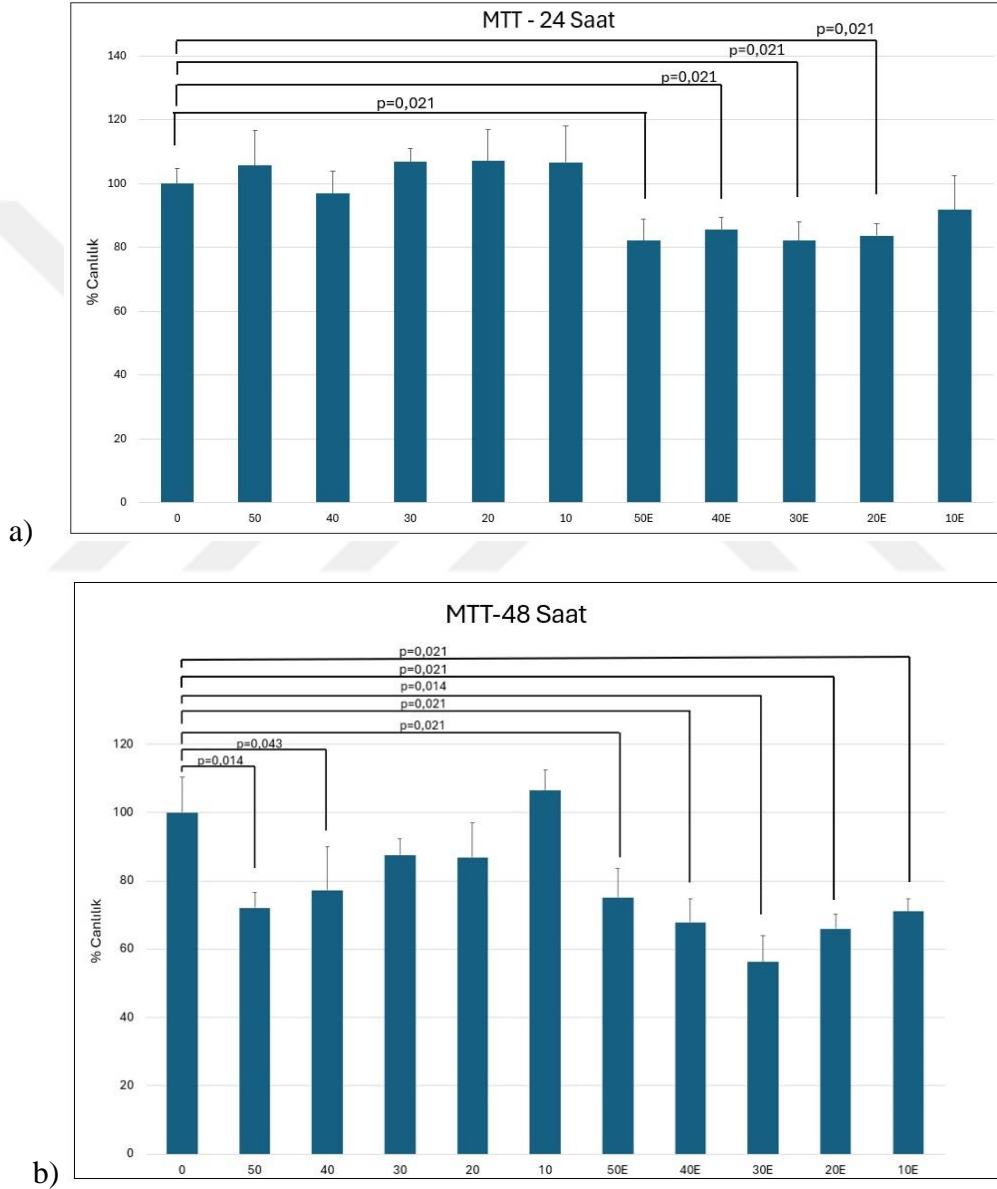 MTT - 24 Saat
p=0,021
p=0,021
p=0,021
p=0,021
% Canlılık
140
120
100
80
60
40
20
0
0 50 40 30 20 10 50E 40E 30E 20E 10E
a)
MTT-48 Saat
p=0,021
p=0,021
p=0,014
p=0,021
p=0,021
p=0,043
p=0,014
% Canlılık
120
100
80
60
40
20
0
0 50 40 30 20 10 50E 40E 30E 20E 10E
b)